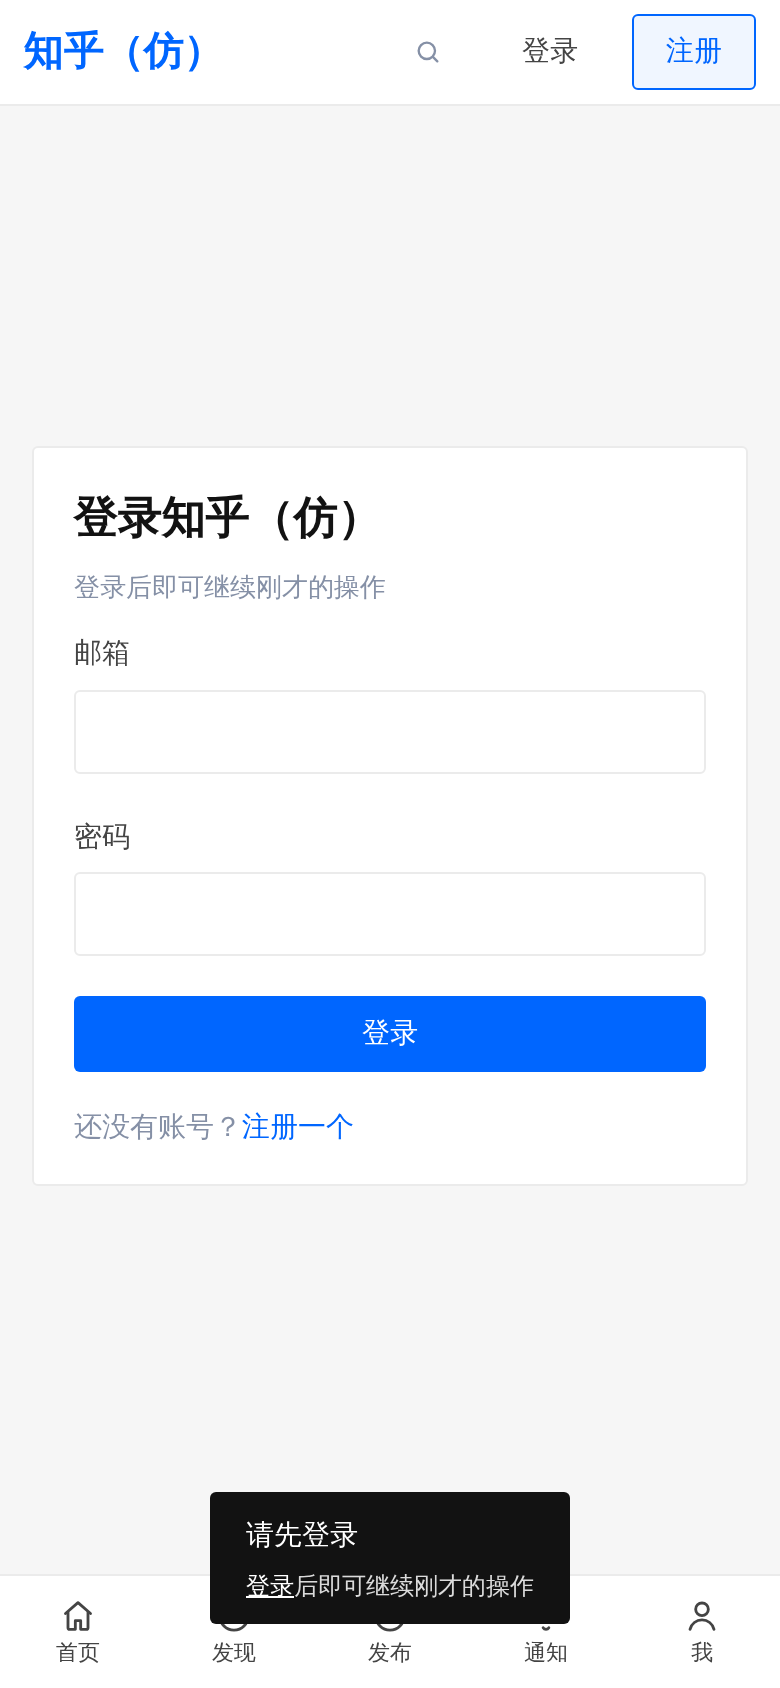 知乎（仿）
登录
注册
登录知乎（仿）
登录后即可继续刚才的操作
邮箱
密码
登录
还没有账号？注册一个
请先登录
登录后即可继续刚才的操作
首页
发现
发布
通知
我